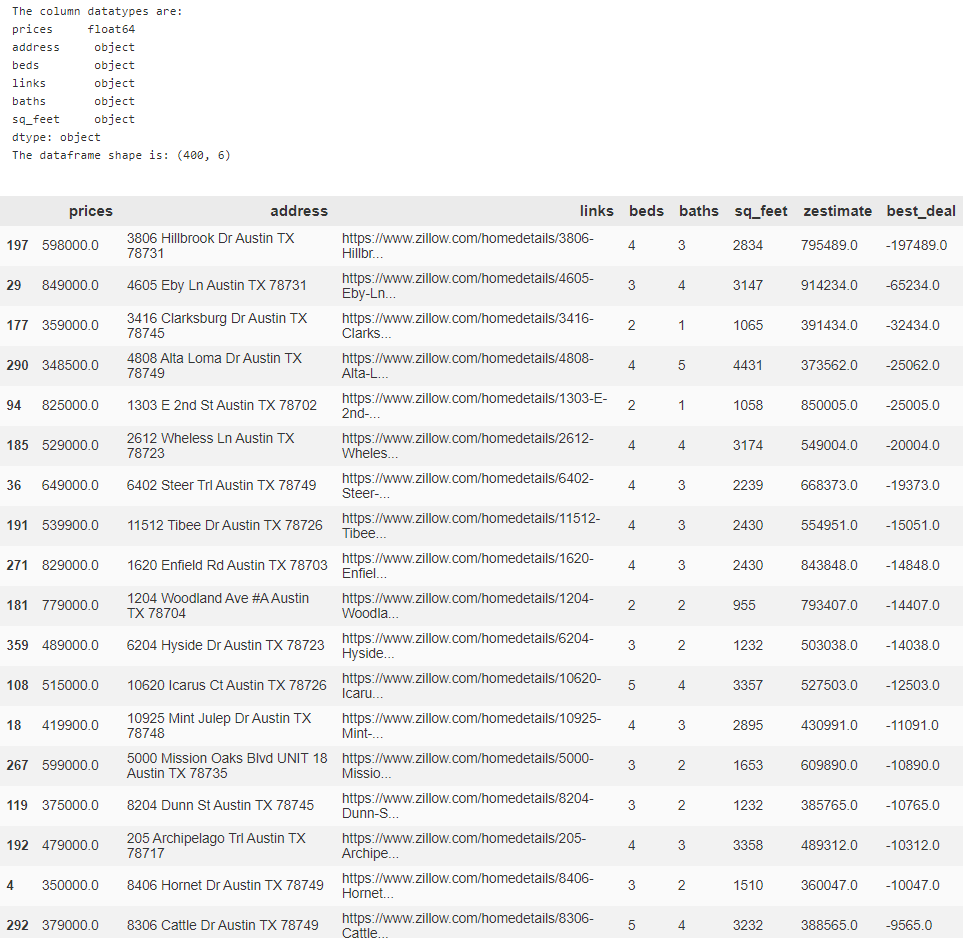 The column datatypes are:
prices float64
address object
beds object
links object
baths object
sq_feet object
dtype: object
The dataframe shape is: (400, 6)
prices address links beds baths sq_feet zestimate best_deal
197 598000.0 3806 Hillbrook Dr Austin TX 78731 https://www.zillow.com/homedetails/3806-Hillbr... 4 3 2834 795489.0 -197489.0
29 849000.0 4605 Eby Ln Austin TX 78731 https://www.zillow.com/homedetails/4605-Eby-Ln... 3 4 3147 914234.0 -65234.0
177 359000.0 3416 Clarksburg Dr Austin TX 78745 https://www.zillow.com/homedetails/3416-Clarks... 2 1 1065 391434.0 -32434.0
290 348500.0 4808 Alta Loma Dr Austin TX 78749 https://www.zillow.com/homedetails/4808-Alta-L... 4 5 4431 373562.0 -25062.0
94 825000.0 1303 E 2nd St Austin TX 78702 https://www.zillow.com/homedetails/1303-E-2nd-... 2 1 1058 850005.0 -25005.0
185 529000.0 2612 Wheless Ln Austin TX 78723 https://www.zillow.com/homedetails/2612-Wheles... 4 4 3174 549004.0 -20004.0
36 649000.0 6402 Steer Trl Austin TX 78749 https://www.zillow.com/homedetails/6402-Steer-... 4 3 2239 668373.0 -19373.0
191 539900.0 11512 Tibee Dr Austin TX 78726 https://www.zillow.com/homedetails/11512-Tibee... 4 3 2430 554951.0 -15051.0
271 829000.0 1620 Enfield Rd Austin TX 78703 https://www.zillow.com/homedetails/1620-Enfiel... 4 3 2430 843848.0 -14848.0
181 779000.0 1204 Woodland Ave #A Austin TX 78704 https://www.zillow.com/homedetails/1204-Woodla... 2 2 955 793407.0 -14407.0
359 489000.0 6204 Hyside Dr Austin TX 78723 https://www.zillow.com/homedetails/6204-Hyside... 3 2 1232 503038.0 -14038.0
108 515000.0 10620 Icarus Ct Austin TX 78726 https://www.zillow.com/homedetails/10620-Icaru... 5 4 3357 527503.0 -12503.0
18 419900.0 10925 Mint Julep Dr Austin TX 78748 https://www.zillow.com/homedetails/10925-Mint-... 4 3 2895 430991.0 -11091.0
267 599000.0 5000 Mission Oaks Blvd UNIT 18 Austin TX 78735 https://www.zillow.com/homedetails/5000-Missio... 3 2 1653 609890.0 -10890.0
119 375000.0 8204 Dunn St Austin TX 78745 https://www.zillow.com/homedetails/8204-Dunn-S... 3 2 1232 385765.0 -10765.0
192 479000.0 205 Archipelago Trl Austin TX 78717 https://www.zillow.com/homedetails/205-Archipe... 4 3 3358 489312.0 -10312.0
4 350000.0 8406 Hornet Dr Austin TX 78749 https://www.zillow.com/homedetails/8406-Hornet... 3 2 1510 360047.0 -10047.0
292 379000.0 8306 Cattle Dr Austin TX 78749 https://www.zillow.com/homedetails/8306-Cattle... 5 4 3232 388565.0 -9565.0